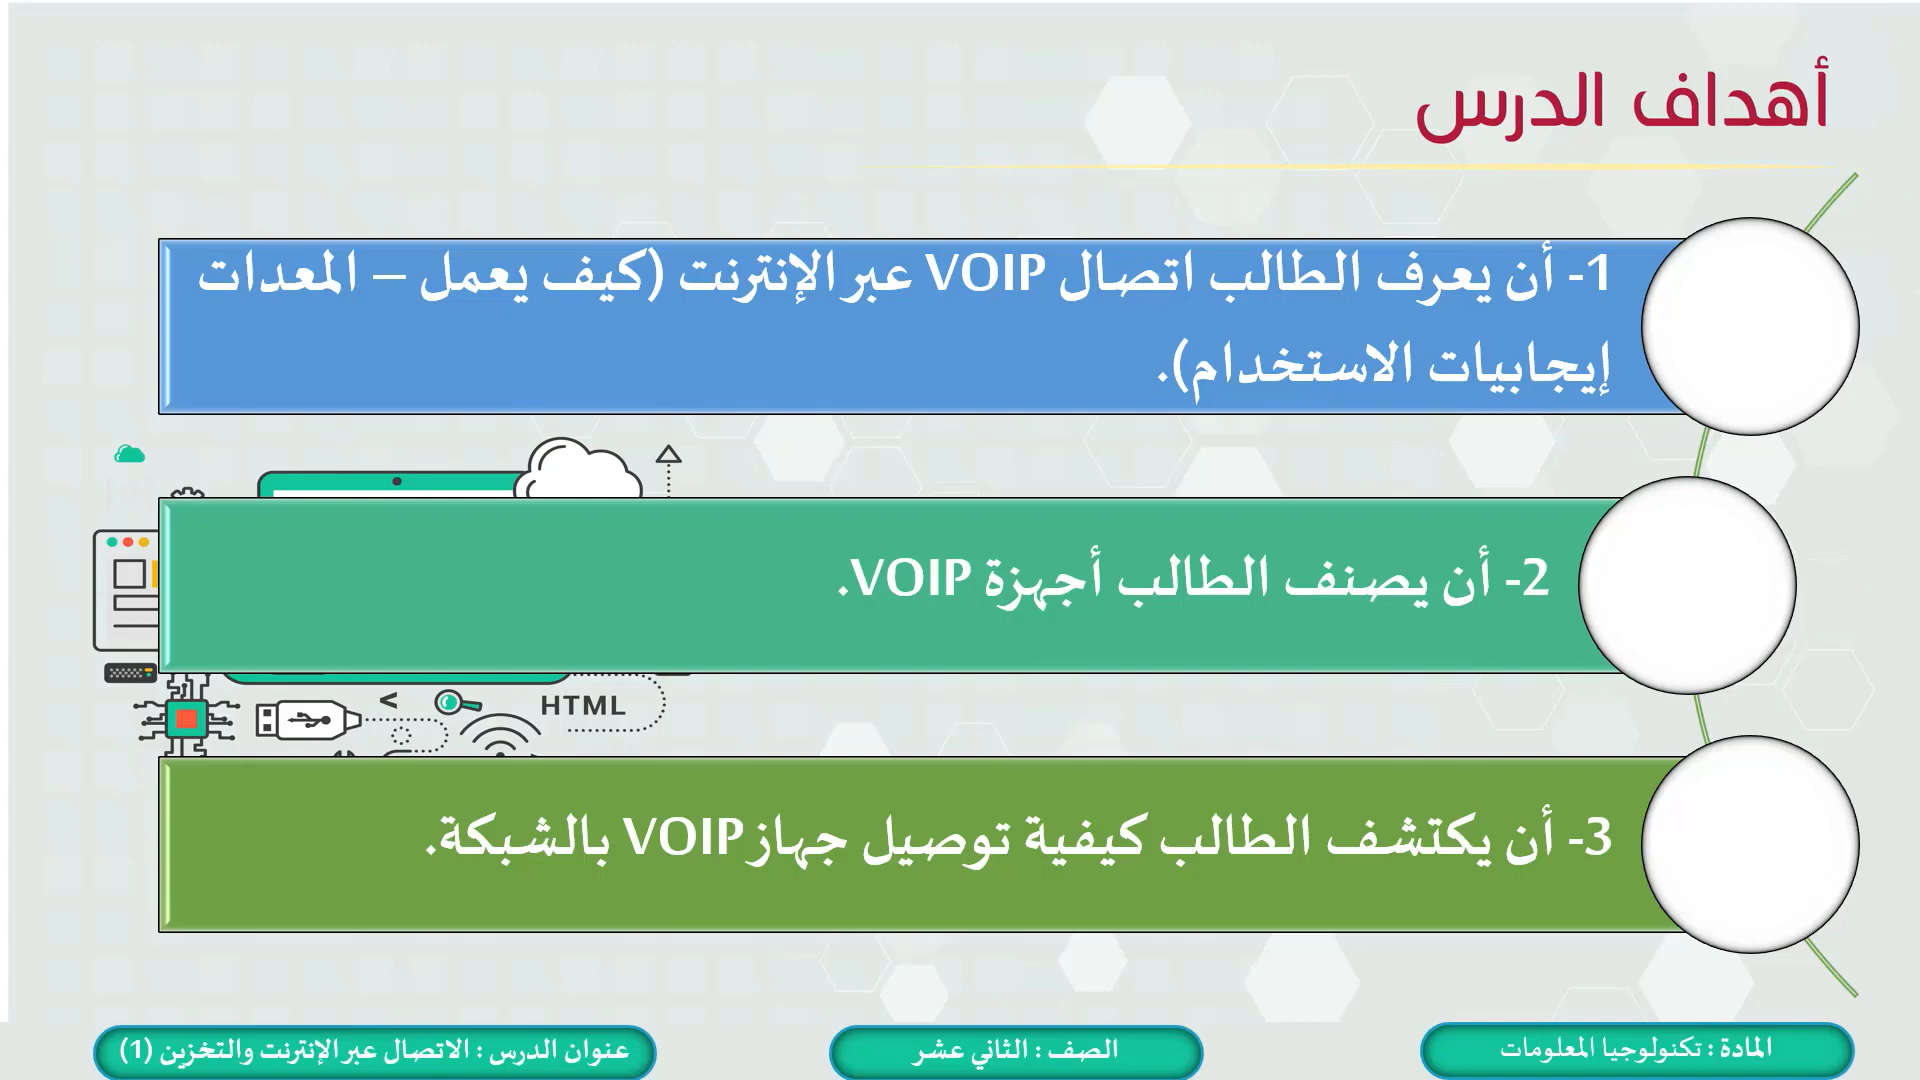 أهداف الدرس
1- أن يعرف الطالب اتصال VOIP عبر الإنترنت (كيف يعمل – المعدات
إيجابيات الاستخدام).
2- أن يصنف الطالب أجهزة VOIP.
< HTML
3- أن يكتشف الطالب كيفية توصيل جهاز VOIP بالشبكة.
المادة : تكنولوجيا المعلومات
الصف : الثاني عشر
عنوان الدرس : الاتصال عبر الإنترنت والتخزين (1)